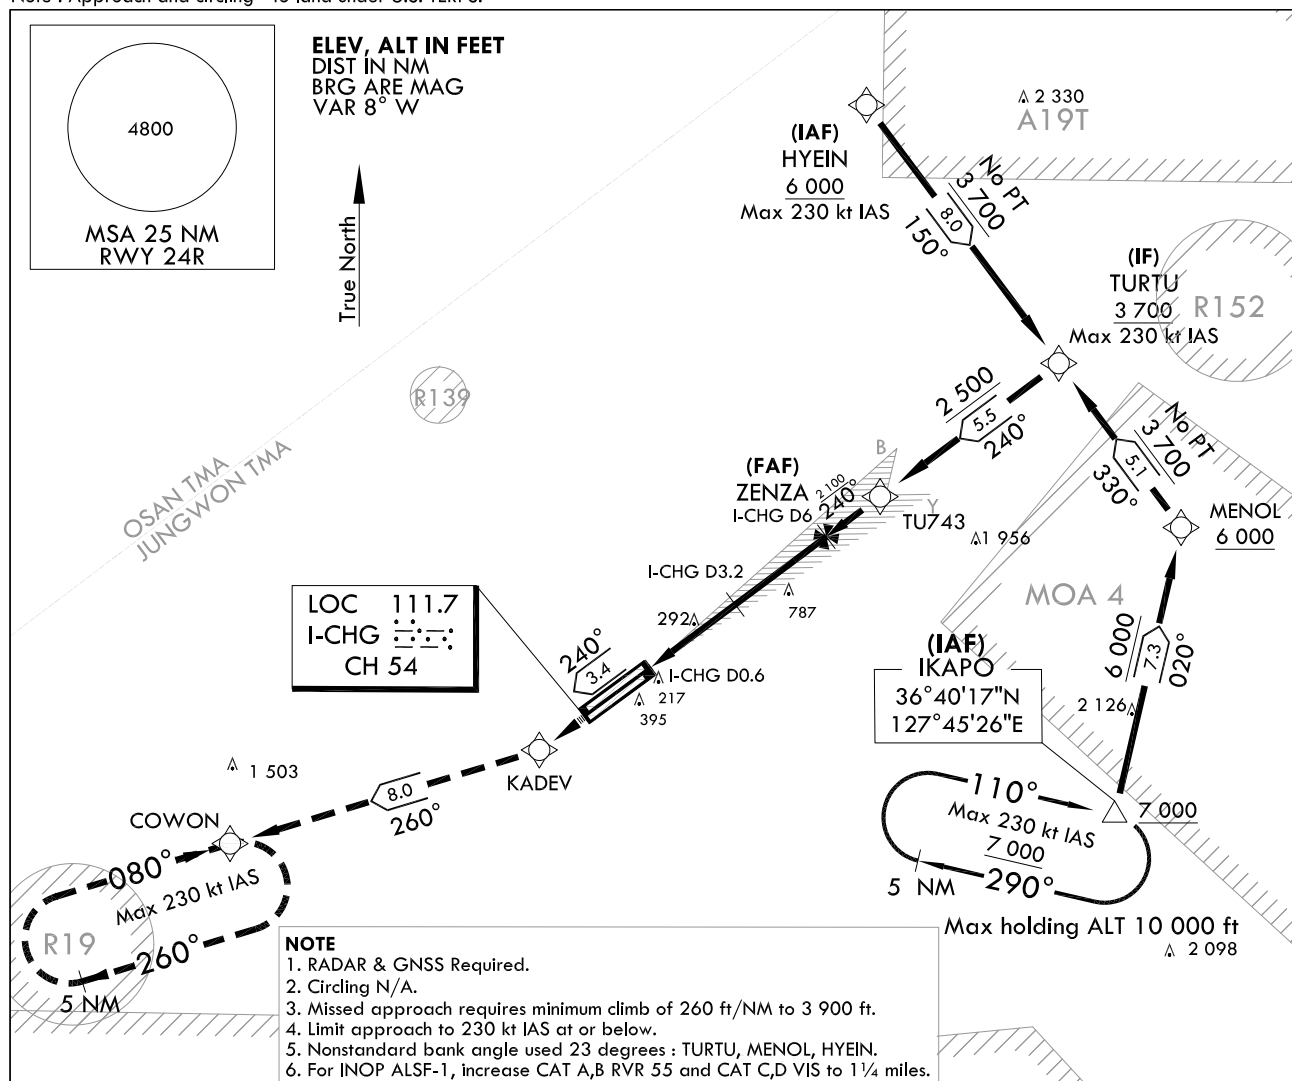 4800
MSA 25 NM
RWY 24R
ELEV, ALT IN FEET
DIST IN NM
BRG ARE MAG
VAR 8° W
True North
(IAF)
HYEIN
6 000
Max 230 kt IAS
2 330
A19T
No PT
3 700
8.0
150°
(IF)
TURTU
3 700
Max 230 kt IAS
R152
R139
OSAN TMA
JUNGWON TMA
2 500
5.5
240°
No PT
3 700
5.1
330°
MENOL
6 000
B
Y
(FAF)
ZENZA
I-CHG D6
2 100
240°
TU743
1 956
MOA 4
I-CHG D3.2
787
292
LOC 111.7
I-CHG
CH 54
240°
3.4
I-CHG D0.6
217
395
(IAF)
IKAPO
36°40'17"N
127°45'26"E
6 000
7.3
020°
2 126
7 000
110°
Max 230 kt IAS
7 000
290°
5 NM
Max holding ALT 10 000 ft
2 098
KADEV
1 503
8.0
260°
COWON
080°
Max 230 kt IAS
260°
R19
5 NM
NOTE
1. RADAR & GNSS Required.
2. Circling N/A.
3. Missed approach requires minimum climb of 260 ft/NM to 3 900 ft.
4. Limit approach to 230 kt IAS at or below.
5. Nonstandard bank angle used 23 degrees : TURTU, MENOL, HYEIN.
6. For INOP ALSF-1, increase CAT A,B RVR 55 and CAT C,D VIS to 1¼ miles.